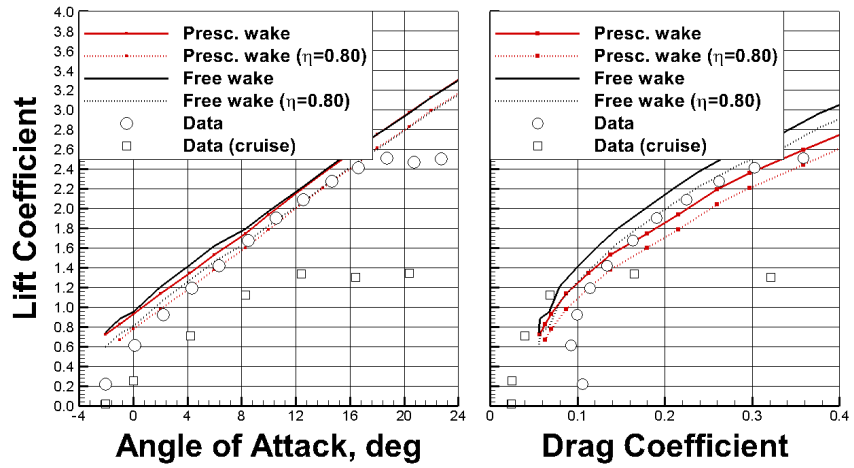 4.0
3.8
3.6
3.4
3.2
3.0
2.8
2.6
2.4
2.2
2.0
1.8
1.6
1.4
1.2
1.0
0.8
0.6
0.4
0.2
0.0
Lift Coefficient
Presc. wake
Presc. wake (η=0.80)
Free wake
Free wake (η=0.80)
Data
Data (cruise)
-4 0 4 8 12 16 20 24
Angle of Attack, deg
Presc. wake
Presc. wake (η=0.80)
Free wake
Free wake (η=0.80)
Data
Data (cruise)
0 0.1 0.2 0.3 0.4
Drag Coefficient